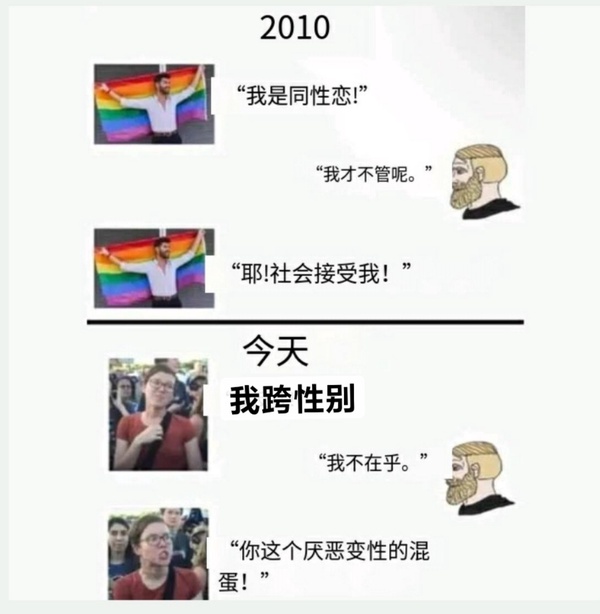 2010
“我是同性恋!”
“我才不管呢。”
“耶!社会接受我！”
今天
我跨性别
“我不在乎。”
“你这个厌恶变性的混
蛋！”